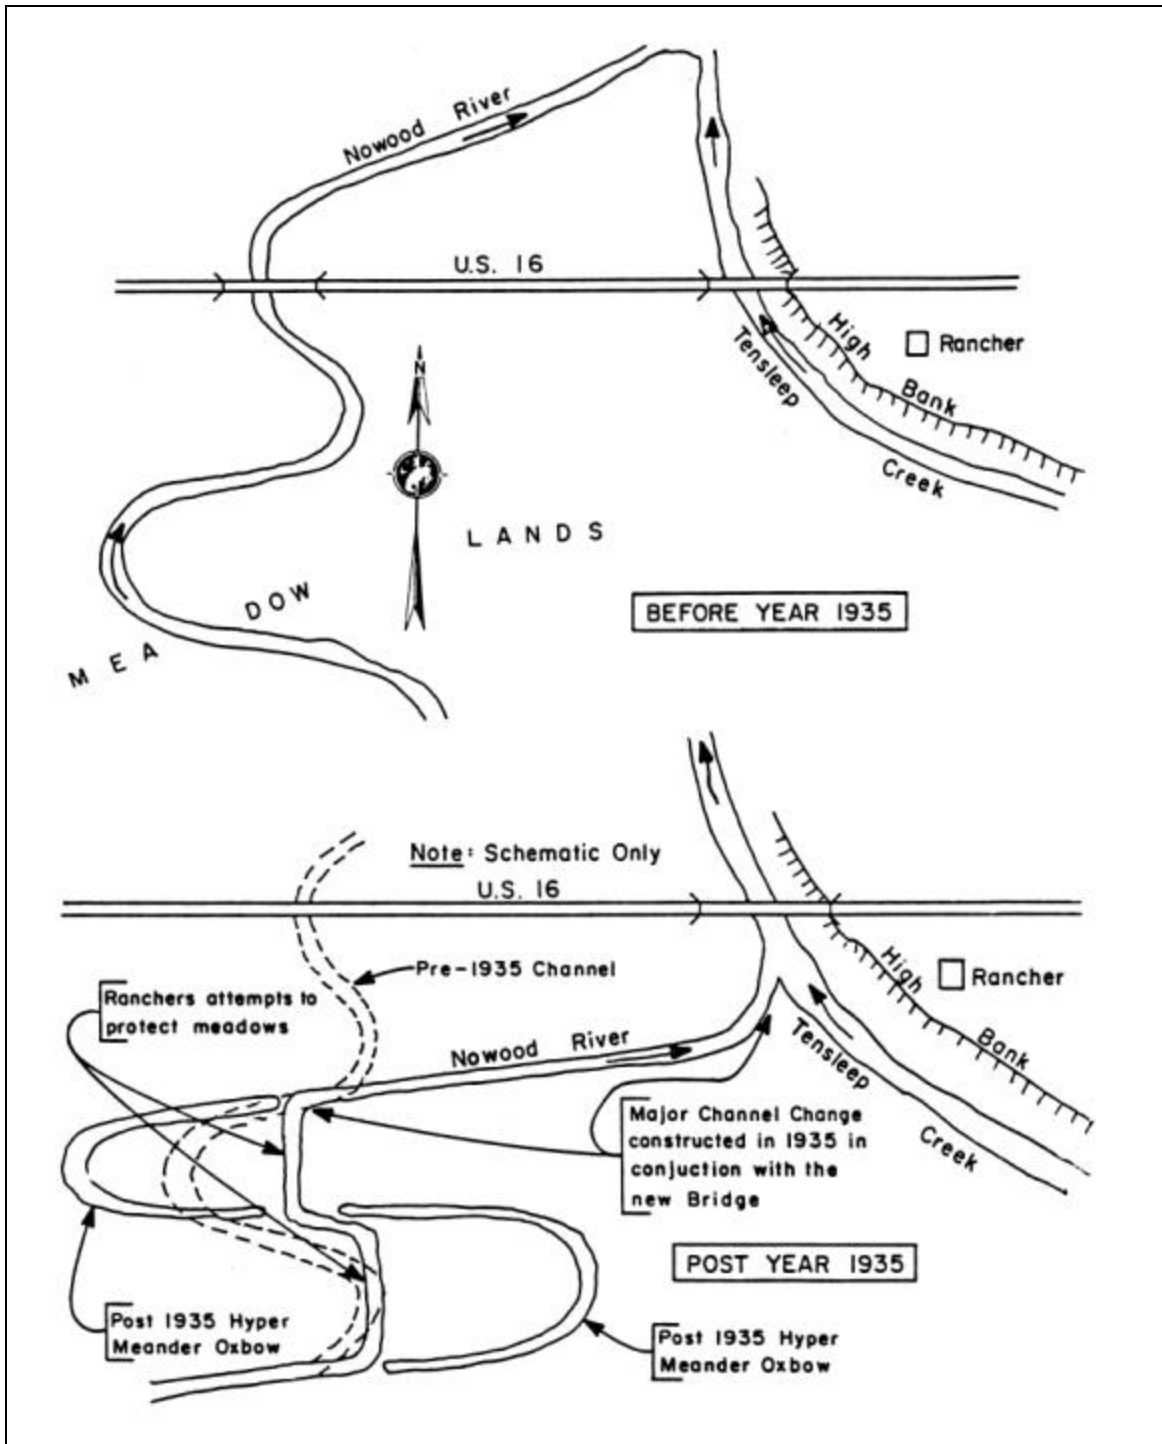 Nowood River
U.S. 16
High
Bank
Rancher
Tensleep
Creek
N
LANDS
MEADOW
BEFORE YEAR 1935
Note: Schematic Only
U.S. 16
Pre-1935 Channel
Ranchers attempts to
protect meadows
High
Bank
Rancher
Nowood River
Tensleep
Creek
Major Channel Change
constructed in 1935 in
conjuction with the
new Bridge
POST YEAR 1935
Post 1935 Hyper
Meander Oxbow
Post 1935 Hyper
Meander Oxbow